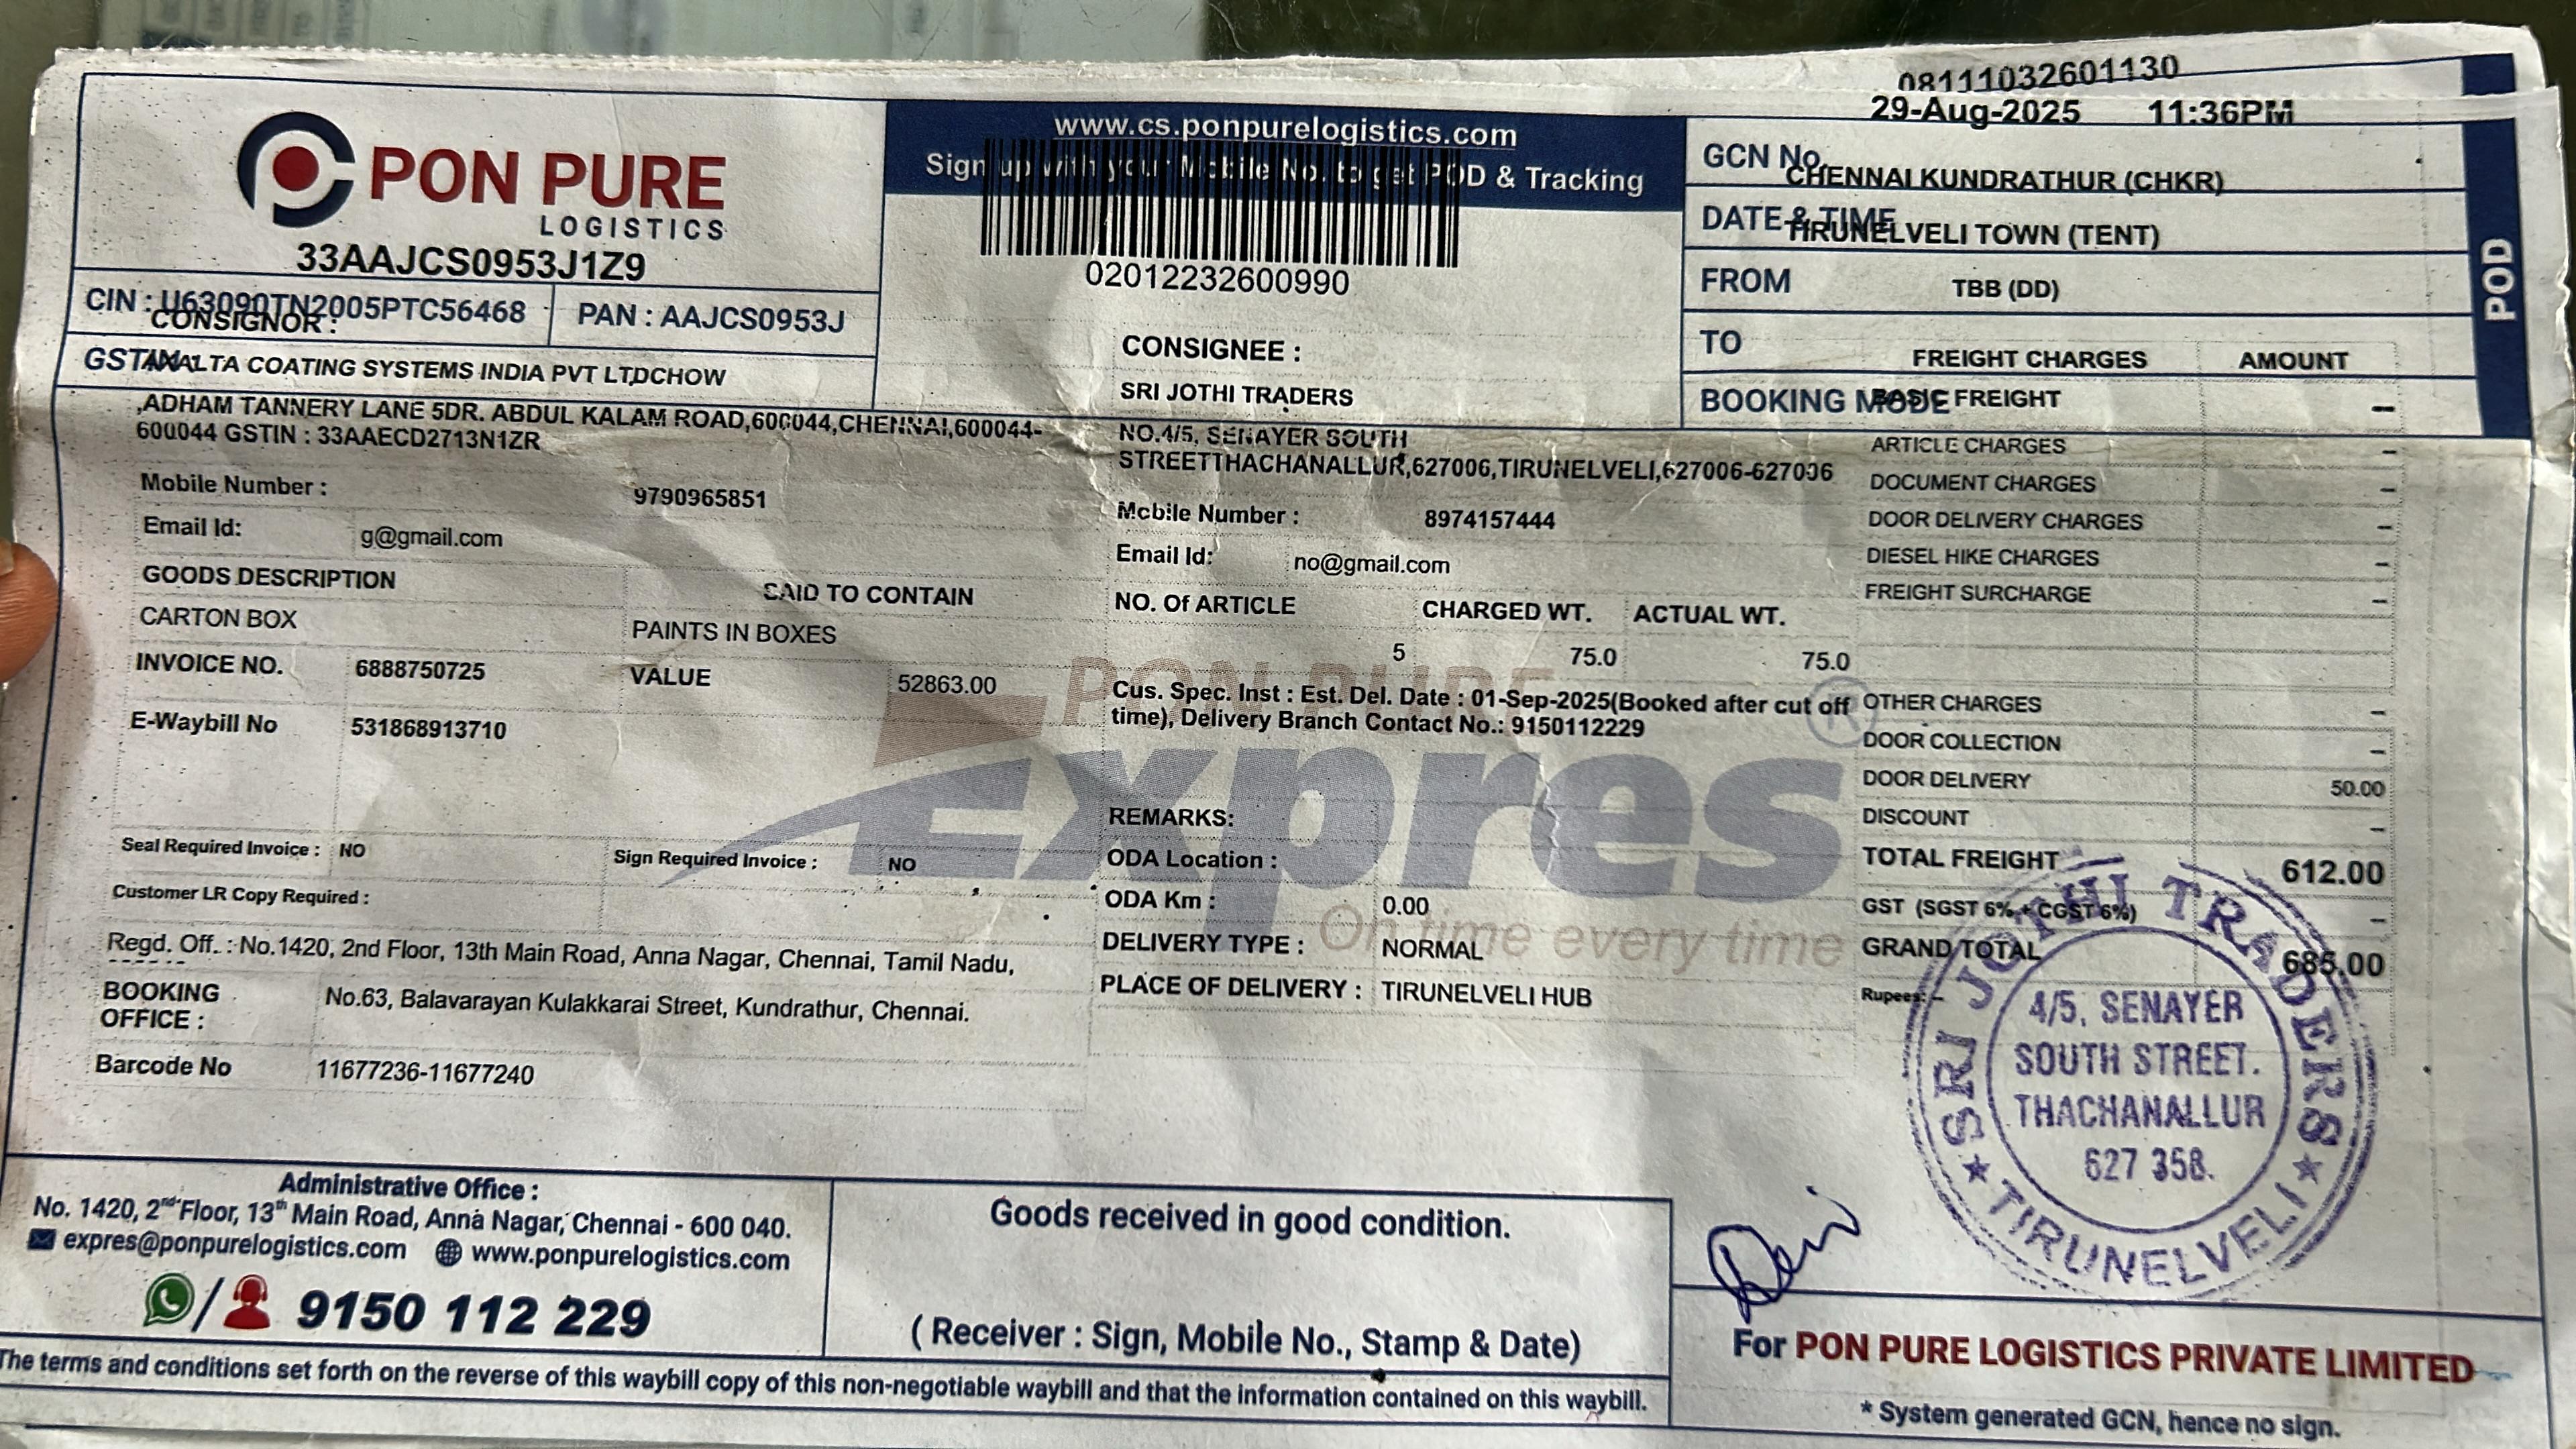 08111032601130
29-Aug-2025 11:36PM
PON PURE
LOGISTICS
33AAJCS0953J1Z9
CIN : U63090TN2005PTC56468
PAN : AAJCS0953J
GSTIN
www.cs.ponpurelogistics.com
Sign up with your Mobile No. to get POD & Tracking
02012232600990
GCN No.
CHENNAI KUNDRATHUR (CHKR)
DATE & TIME
TIRUNELVELI TOWN (TENT)
FROM
TBB (DD)
TO
BOOKING MODE
POD
CONSIGNOR :
AXALTA COATING SYSTEMS INDIA PVT LTDCHOW
,ADHAM TANNERY LANE 5DR. ABDUL KALAM ROAD,600044,CHENNAI,600044-
600044 GSTIN : 33AAECD2713N1ZR
Mobile Number : 9790965851
Email Id: g@gmail.com
GOODS DESCRIPTION
SAID TO CONTAIN
CARTON BOX
PAINTS IN BOXES
INVOICE NO. 6888750725
VALUE 52863.00
E-Waybill No 531868913710
Seal Required Invoice : NO
Sign Required Invoice : NO
Customer LR Copy Required :
Regd. Off. : No.1420, 2nd Floor, 13th Main Road, Anna Nagar, Chennai, Tamil Nadu,
BOOKING
OFFICE :
No.63, Balavarayan Kulakkarai Street, Kundrathur, Chennai.
Barcode No 11677236-11677240
CONSIGNEE :
SRI JOTHI TRADERS
NO.4/5, SENAYER SOUTH
STREETTHACHANALLUR,627006,TIRUNELVELI,627006-627006
Mobile Number : 8974157444
Email Id: no@gmail.com
NO. Of ARTICLE CHARGED WT. ACTUAL WT.
5 75.0 75.0
Cus. Spec. Inst : Est. Del. Date : 01-Sep-2025(Booked after cut off
time), Delivery Branch Contact No.: 9150112229
PON PURE
Expres ®
On time every time
REMARKS:
ODA Location :
ODA Km : 0.00
DELIVERY TYPE : NORMAL
PLACE OF DELIVERY : TIRUNELVELI HUB
FREIGHT CHARGES AMOUNT
BASIC FREIGHT –
ARTICLE CHARGES –
DOCUMENT CHARGES –
DOOR DELIVERY CHARGES –
DIESEL HIKE CHARGES –
FREIGHT SURCHARGE –
OTHER CHARGES –
DOOR COLLECTION –
DOOR DELIVERY 50.00
DISCOUNT –
TOTAL FREIGHT 612.00
GST (SGST 6% + CGST 6%) –
GRAND TOTAL 685.00
Rupees: –
SRI JOTHI TRADERS
4/5, SENAYER
SOUTH STREET.
THACHANALLUR
627 358.
★ TIRUNELVELI ★
Administrative Office :
No. 1420, 2nd Floor, 13th Main Road, Anna Nagar, Chennai - 600 040.
expres@ponpurelogistics.com www.ponpurelogistics.com
/ 9150 112 229
Goods received in good condition.
( Receiver : Sign, Mobile No., Stamp & Date)
For PON PURE LOGISTICS PRIVATE LIMITED
The terms and conditions set forth on the reverse of this waybill copy of this non-negotiable waybill and that the information contained on this waybill.
* System generated GCN, hence no sign.